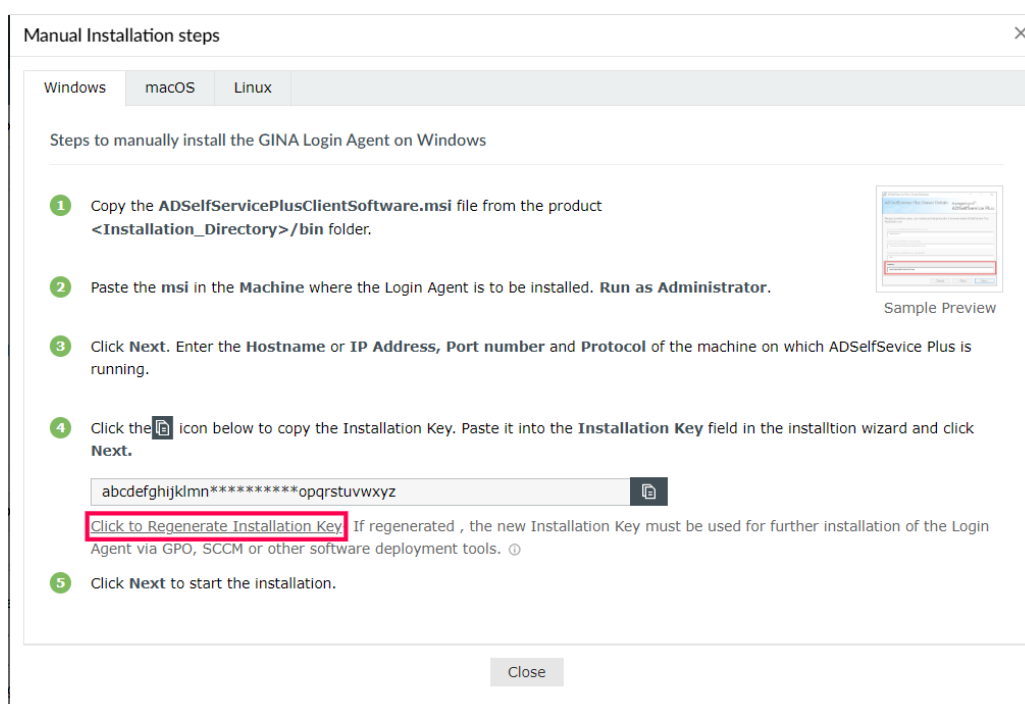 Manual Installation steps
Windows macOS Linux
Steps to manually install the GINA Login Agent on Windows
1 Copy the ADSelfServicePlusClientSoftware.msi file from the product
<Installation_Directory>/bin folder.
2 Paste the msi in the Machine where the Login Agent is to be installed. Run as Administrator.
Sample Preview
3 Click Next. Enter the Hostname or IP Address, Port number and Protocol of the machine on which ADSelfSevice Plus is
running.
4 Click the icon below to copy the Installation Key. Paste it into the Installation Key field in the installtion wizard and click
Next.
abcdefghijklmn**********opqrstuvwxyz
Click to Regenerate Installation Key If regenerated , the new Installation Key must be used for further installation of the Login
Agent via GPO, SCCM or other software deployment tools.
5 Click Next to start the installation.
Close